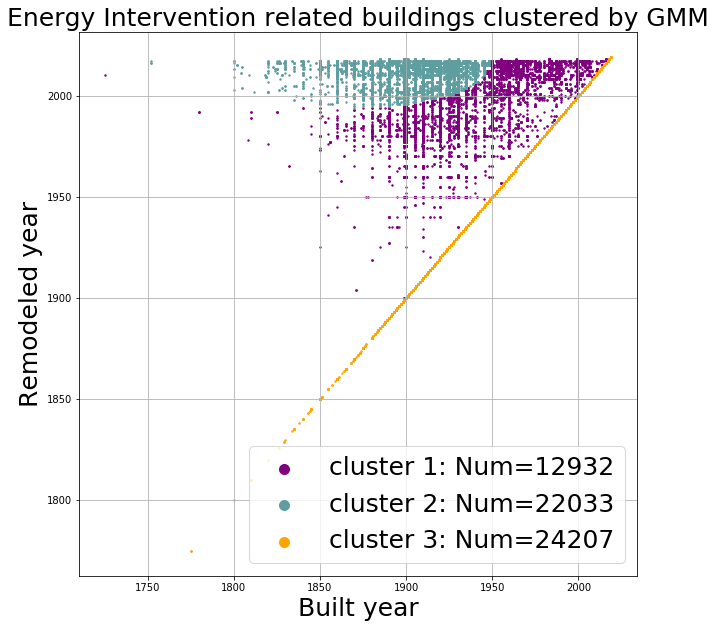 Energy Intervention related buildings clustered by GMM
Remodeled year
2000
1950
1900
1850
1800
cluster 1: Num=12932
cluster 2: Num=22033
cluster 3: Num=24207
1750 1800 1850 1900 1950 2000
Built year